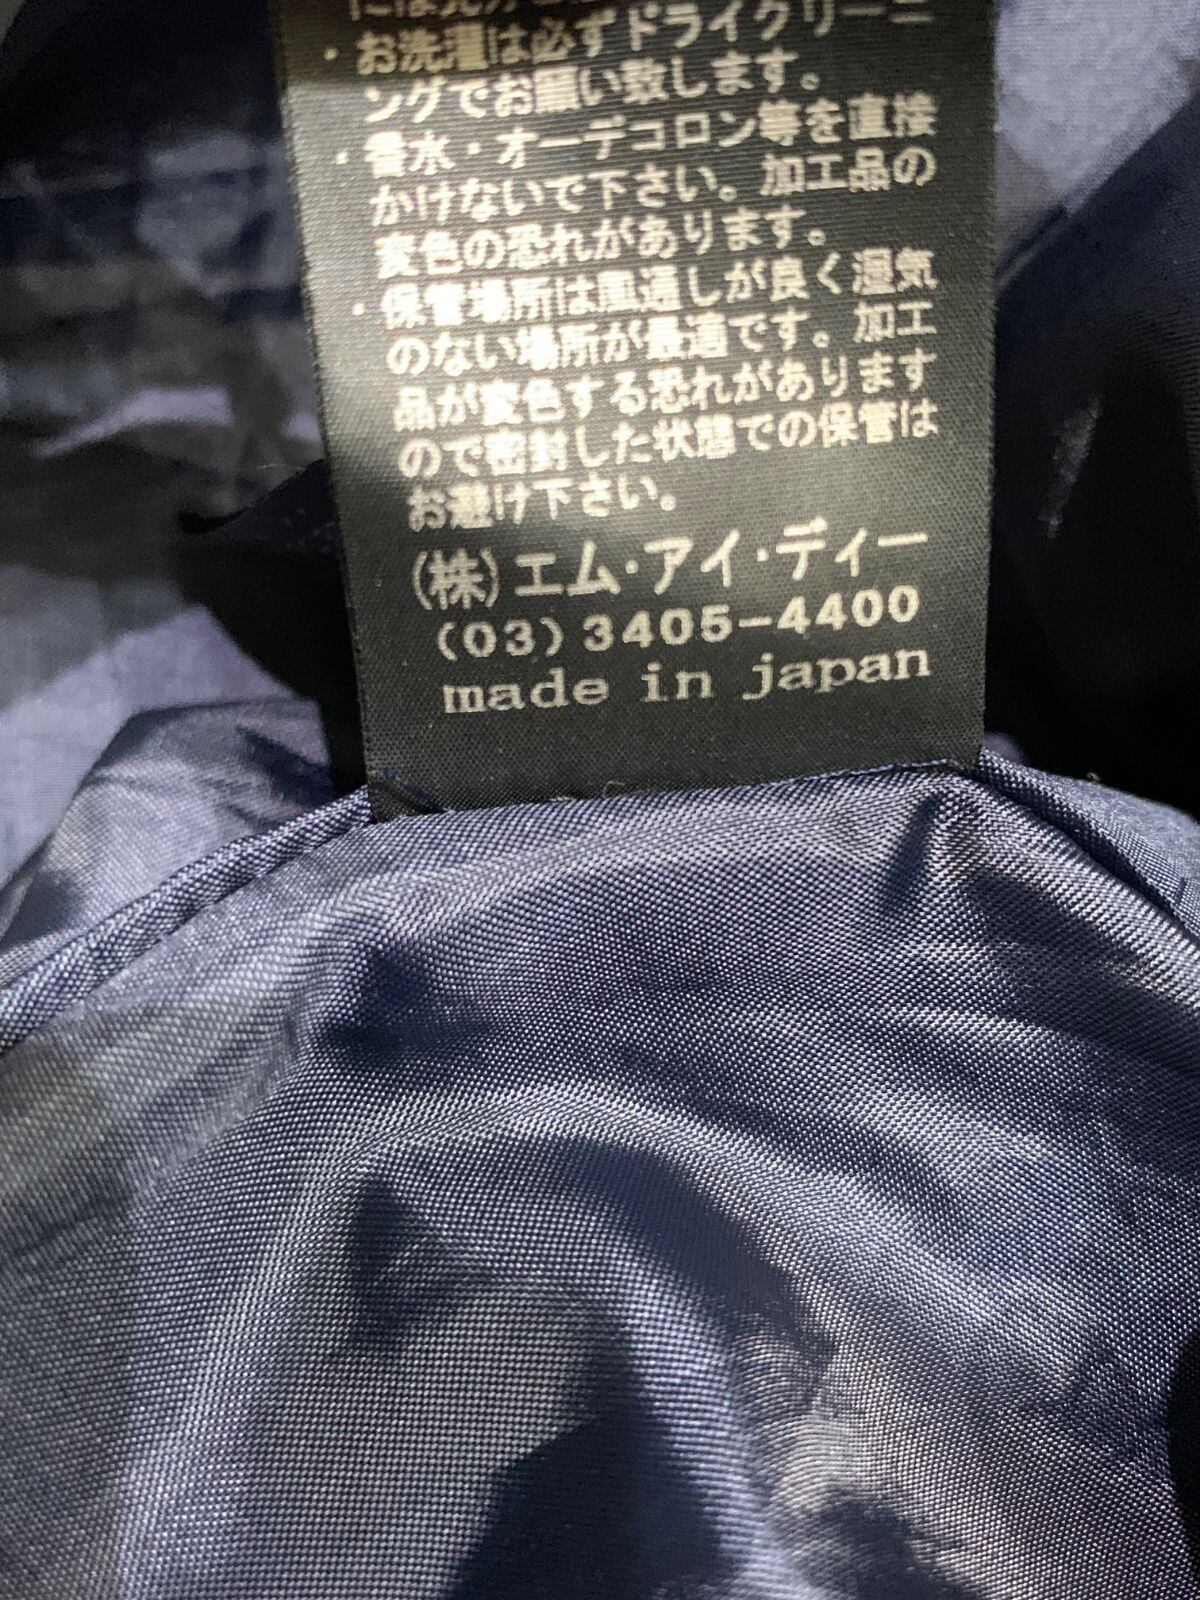 ・お洗濯は必ずドライクリーニ
ングでお願い致します。
・香水・オーデコロン等を直接
かけないで下さい。加工品の
変色の恐れがあります。
・保管場所は風通しが良く湿気
のない場所が最適です。加工
品が変色する恐れがあります
ので密封した状態での保管は
お避け下さい。
(株)エム・アイ・ディー
(03)3405-4400
made in japan